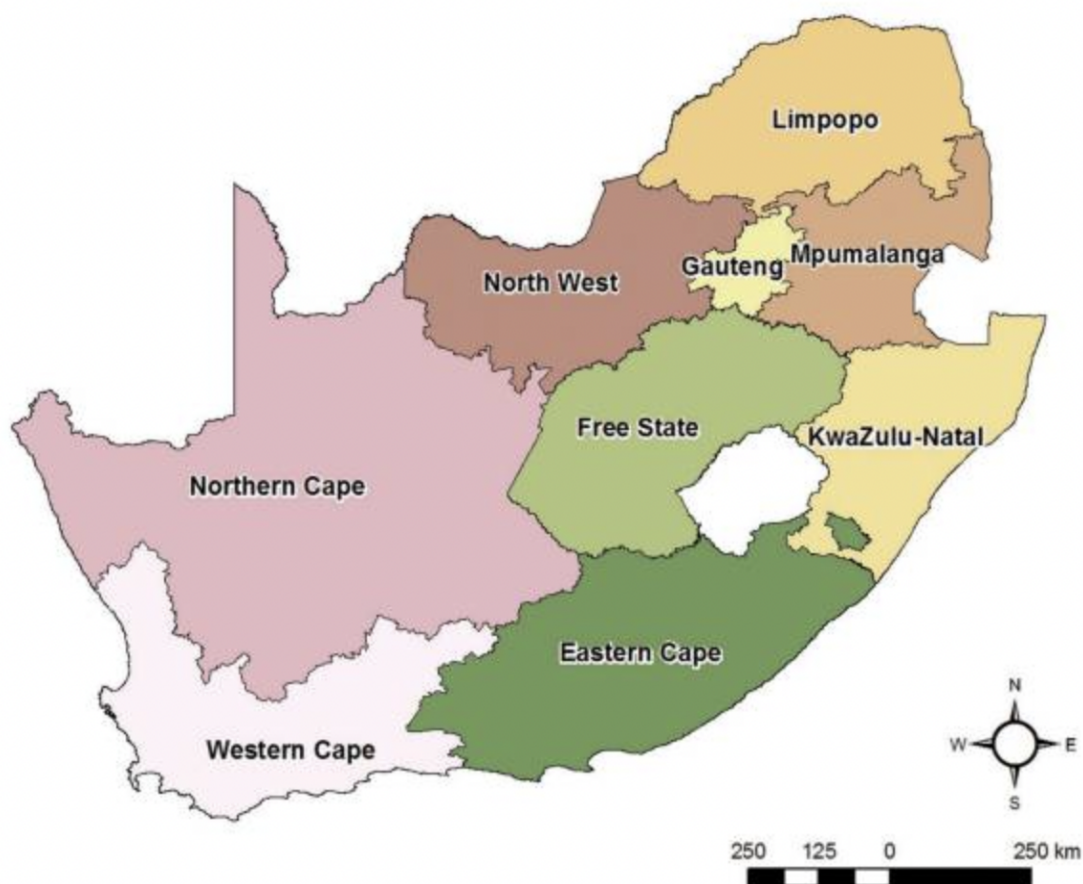 Limpopo
Mpumalanga
Gauteng
North West
Free State
KwaZulu-Natal
Northern Cape
Eastern Cape
Western Cape
N
W E
S
250 125 0 250 km